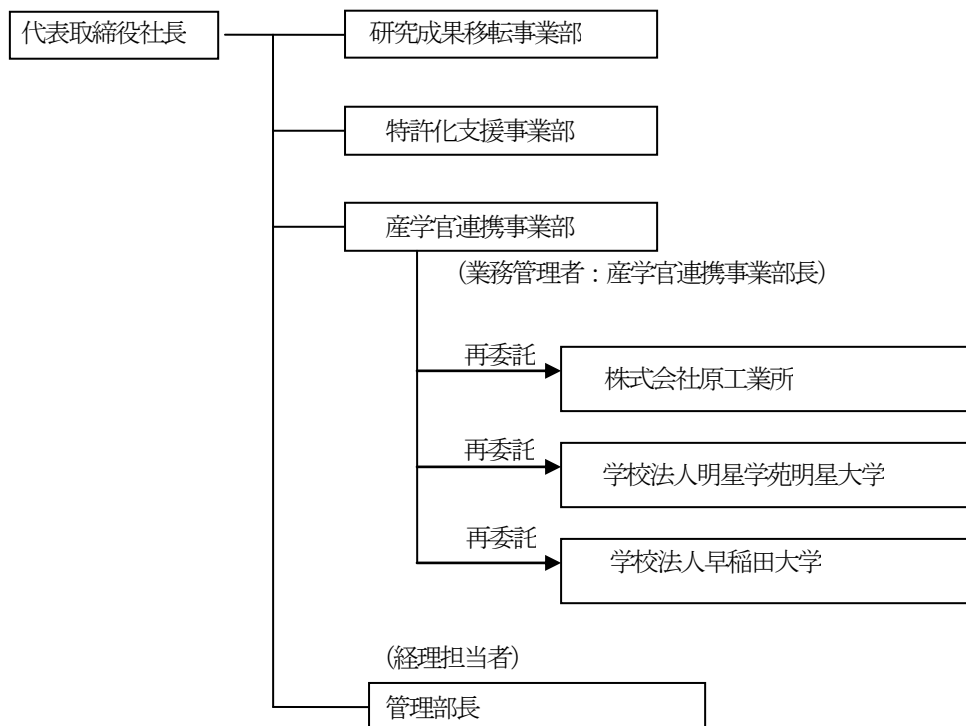 代表取締役社長
研究成果移転事業部
特許化支援事業部
産学官連携事業部
(業務管理者：産学官連携事業部長)
再委託
株式会社原工業所
再委託
学校法人明星学苑明星大学
再委託
学校法人早稲田大学
(経理担当者)
管理部長